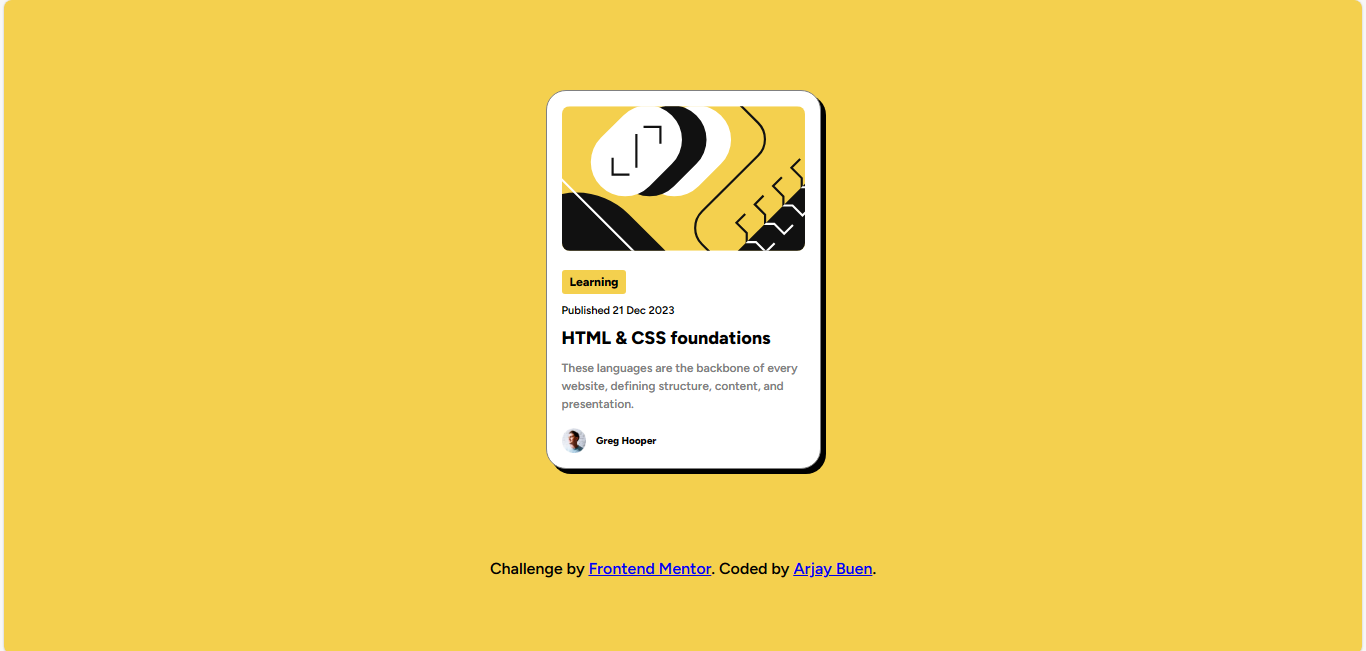 Learning
Published 21 Dec 2023
HTML & CSS foundations
These languages are the backbone of every
website, defining structure, content, and
presentation.
Greg Hooper
Challenge by Frontend Mentor. Coded by Arjay Buen.